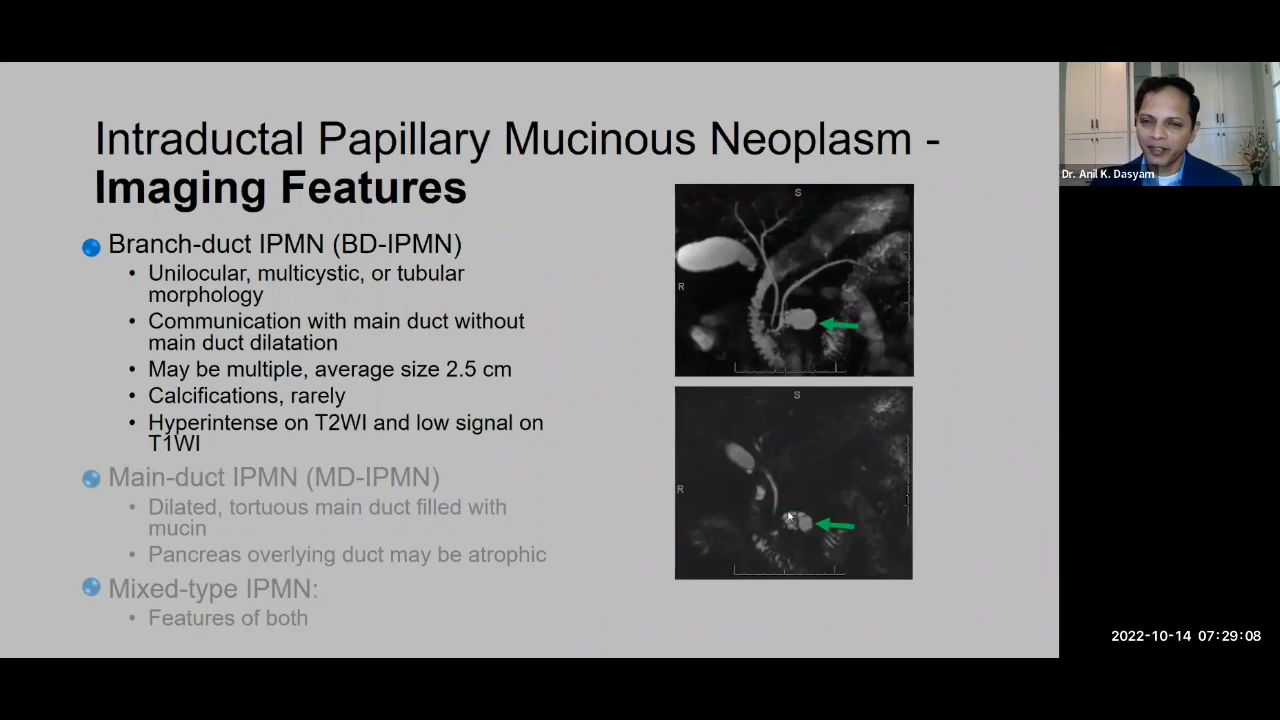 Intraductal Papillary Mucinous Neoplasm -
Imaging Features
Branch-duct IPMN (BD-IPMN)
• Unilocular, multicystic, or tubular
morphology
• Communication with main duct without
main duct dilatation
• May be multiple, average size 2.5 cm
• Calcifications, rarely
• Hyperintense on T2WI and low signal on
T1WI
Main-duct IPMN (MD-IPMN)
• Dilated, tortuous main duct filled with
mucin
• Pancreas overlying duct may be atrophic
Mixed-type IPMN:
• Features of both
S
R
S
R
Dr. Anil K. Dasyam
2022-10-14 07:29:08